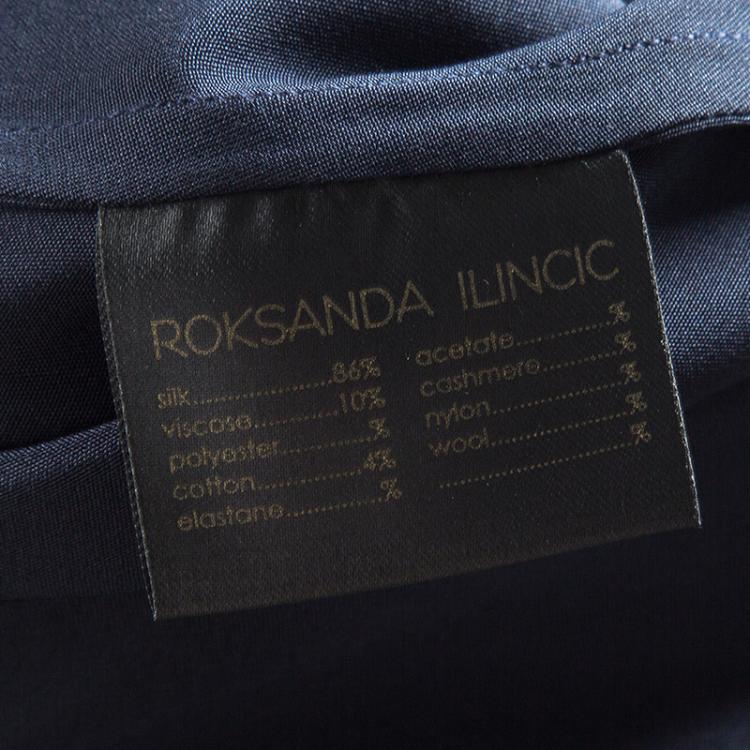 ROKSANDA ILINCIC
silk....................86%
viscose............10%
polyester.............%
cotton...............4%
elastane.............%
acetate...............%
cashmere............%
nylon...................%
wool....................%
..........................%